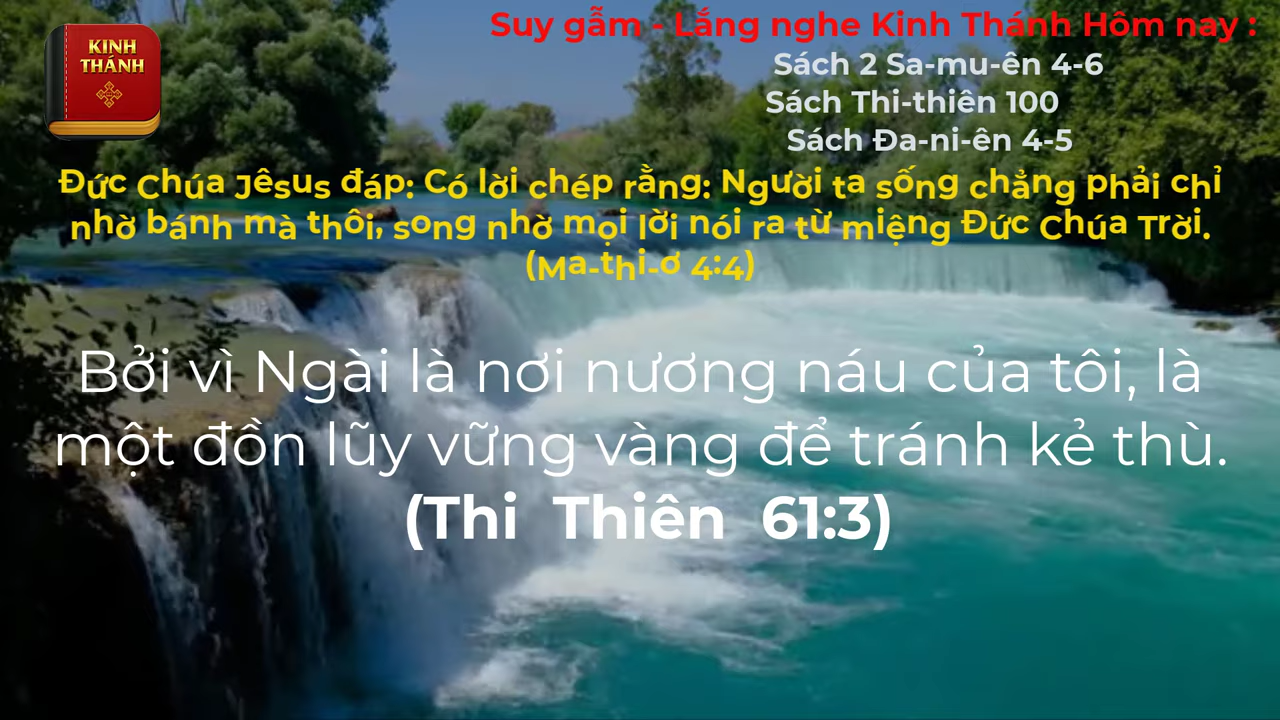 KINH
THÁNH
Suy gẫm - Lắng nghe Kinh Thánh Hôm nay :
Sách 2 Sa-mu-ên 4-6
Sách Thi-thiên 100
Sách Đa-ni-ên 4-5
Đức Chúa Jêsus đáp: Có lời chép rằng: Người ta sống chẳng phải chỉ
nhờ bánh mà thôi, song nhờ mọi lời nói ra từ miệng Đức Chúa Trời.
(Ma-thi-ơ 4:4)
Bởi vì Ngài là nơi nương náu của tôi, là
một đồn lũy vững vàng để tránh kẻ thù.
(Thi Thiên 61:3)